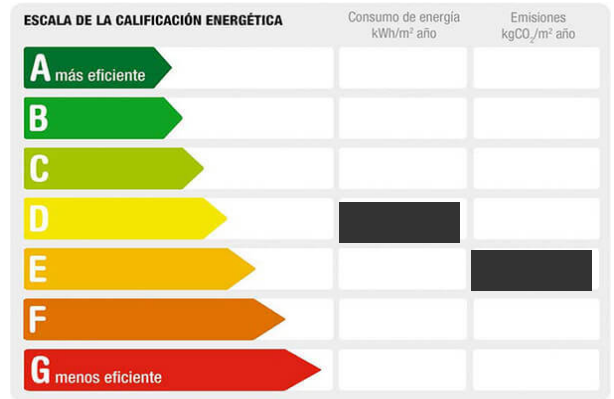 ESCALA DE LA CALIFICACIÓN ENERGÉTICA
Consumo de energía
kWh/m² año
Emisiones
kgCO₂/m² año
A más eficiente
B
C
D
E
F
G menos eficiente